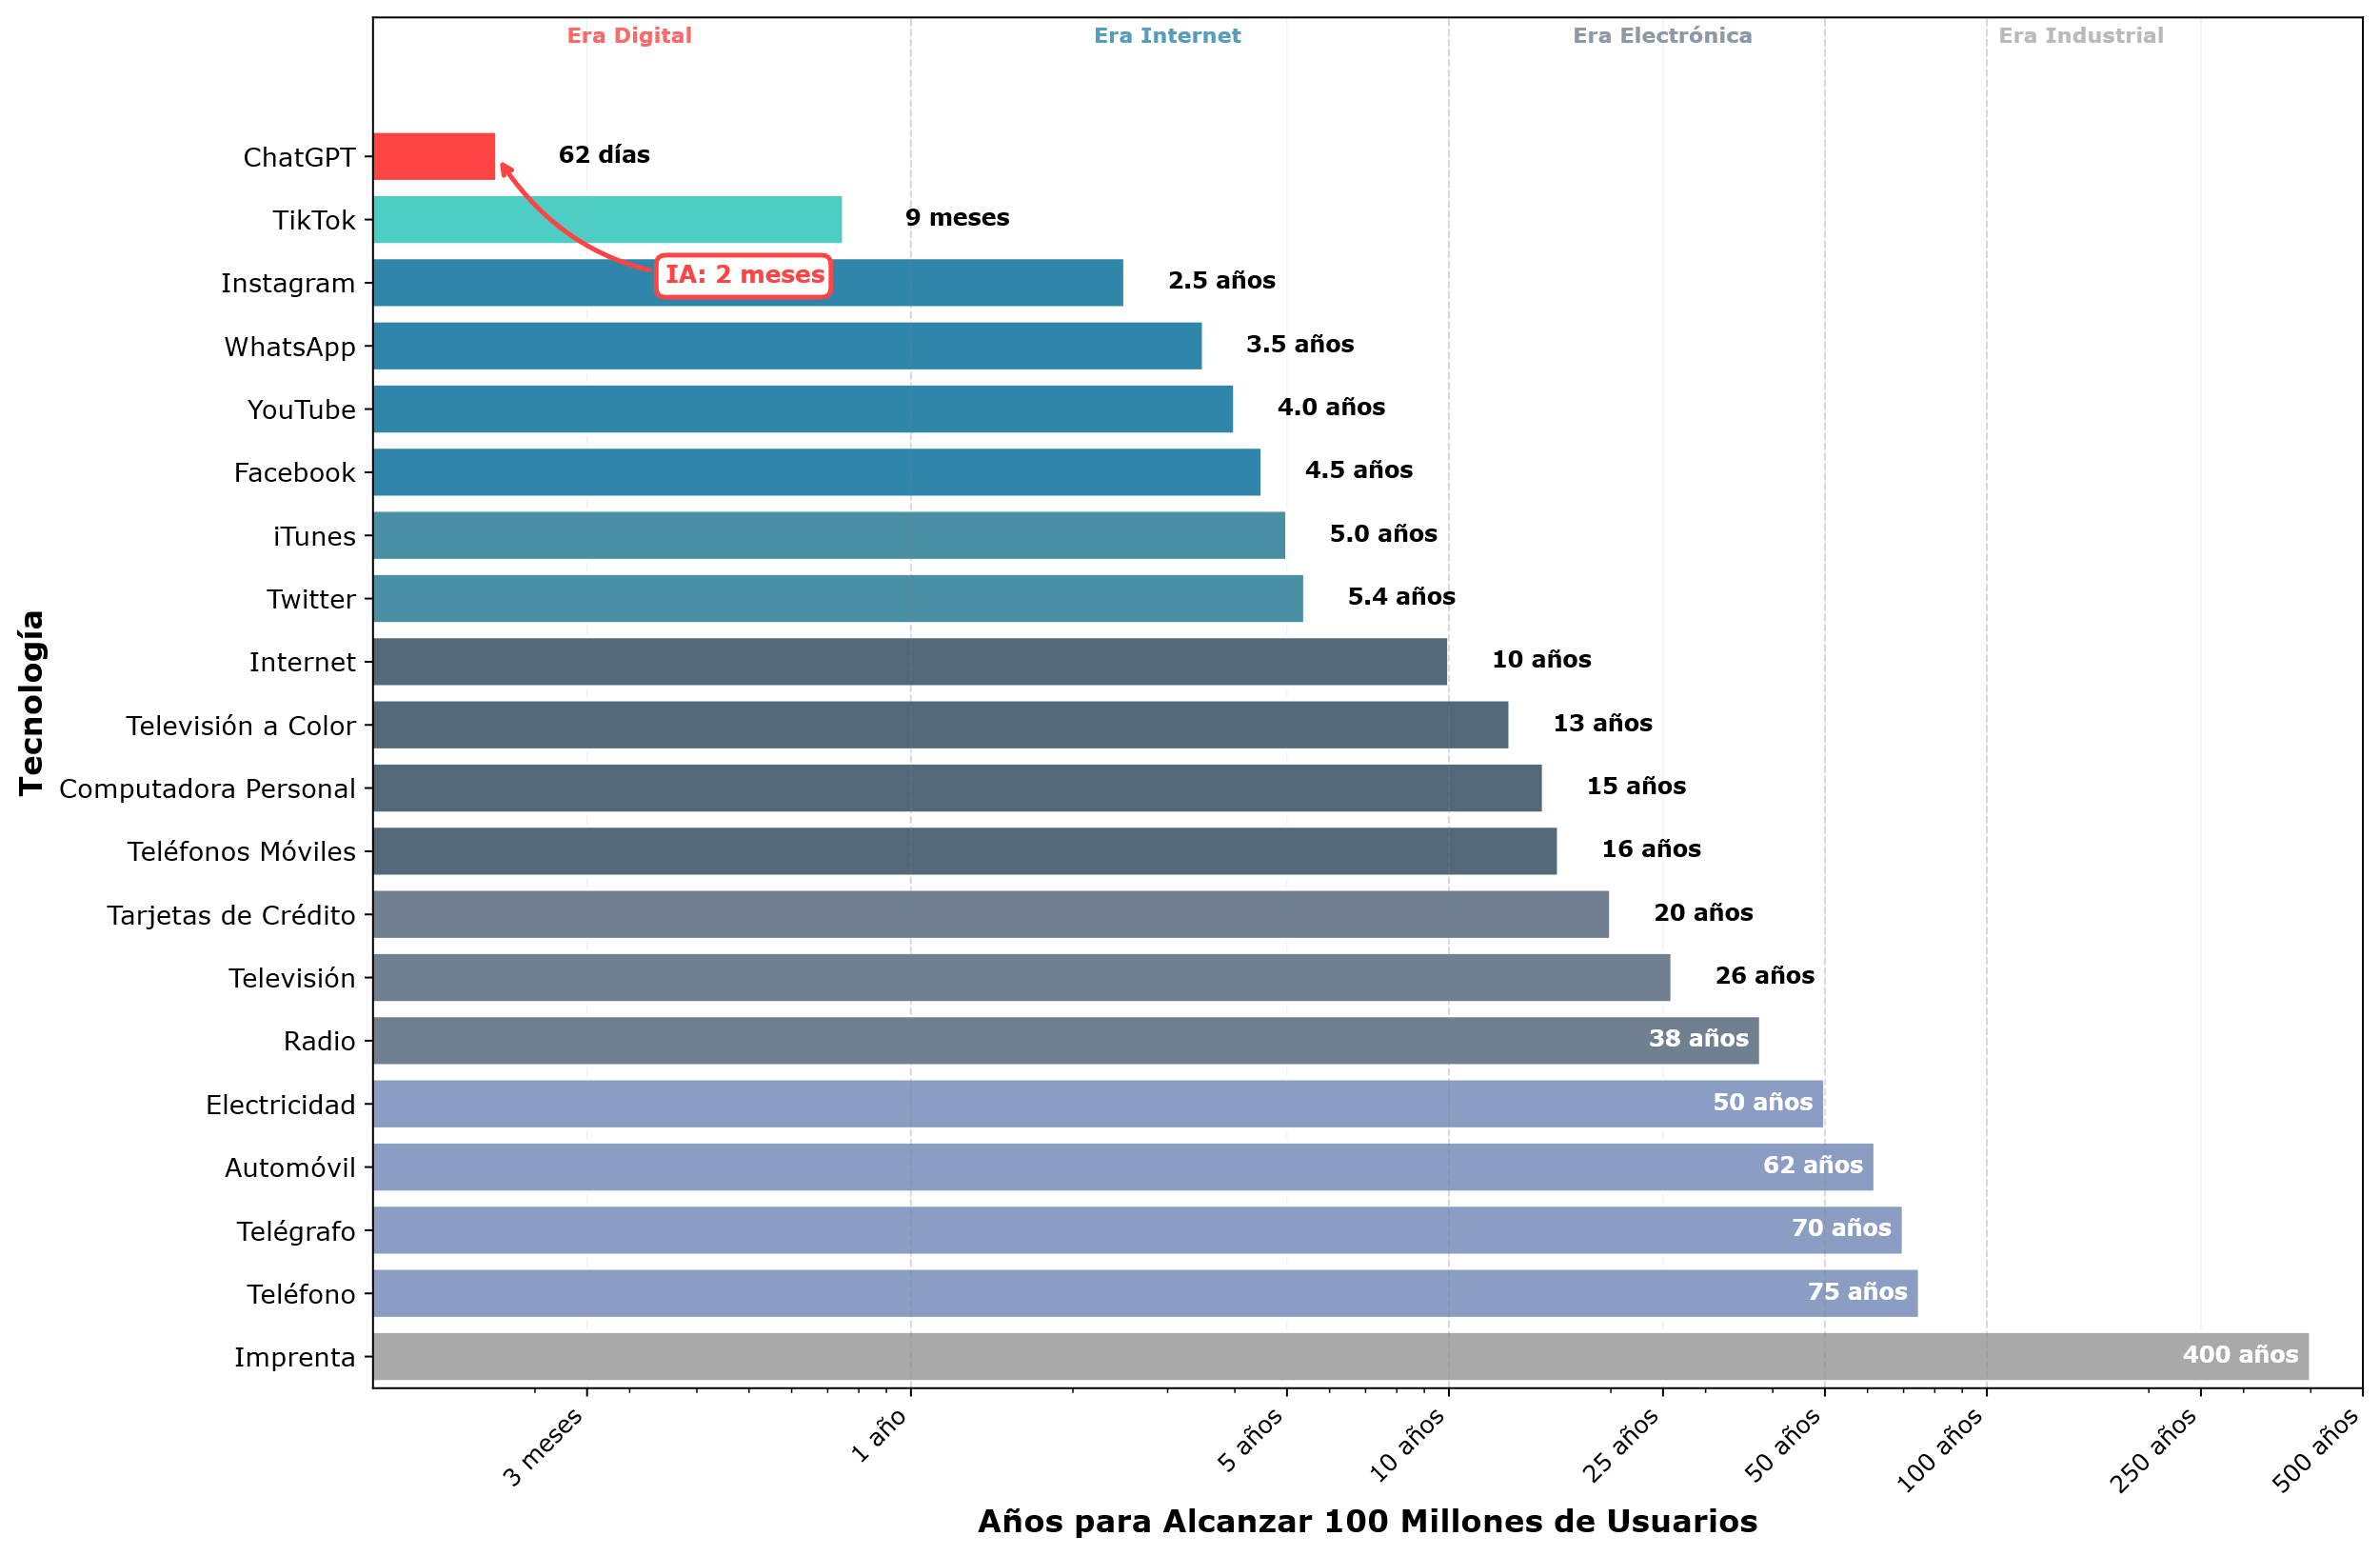 Era Digital
Era Internet
Era Electrónica
Era Industrial
ChatGPT
62 días
TikTok
9 meses
IA: 2 meses
Instagram
2.5 años
WhatsApp
3.5 años
YouTube
4.0 años
Facebook
4.5 años
iTunes
5.0 años
Twitter
5.4 años
Internet
10 años
Televisión a Color
13 años
Computadora Personal
15 años
Teléfonos Móviles
16 años
Tarjetas de Crédito
20 años
Televisión
26 años
Radio
38 años
Electricidad
50 años
Automóvil
62 años
Telégrafo
70 años
Teléfono
75 años
Imprenta
400 años
Tecnología
3 meses
1 año
5 años
10 años
25 años
50 años
100 años
250 años
500 años
Años para Alcanzar 100 Millones de Usuarios